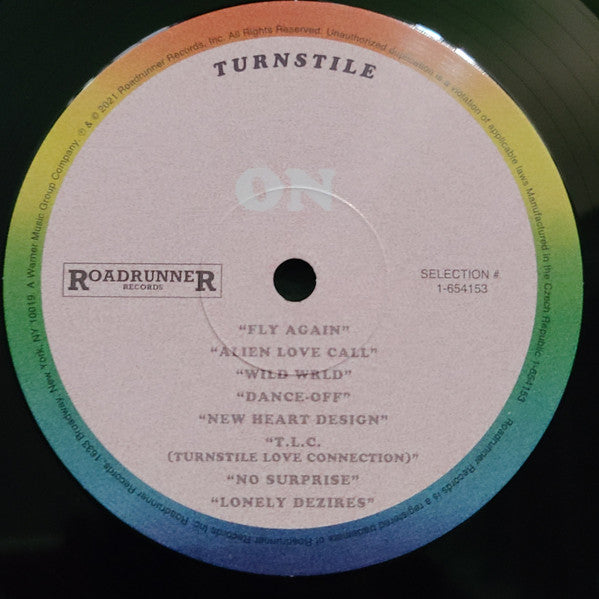 TURNSTILE
ON
ROADRUNNER
RECORDS
SELECTION #
1-654153
“FLY AGAIN”
“ALIEN LOVE CALL”
“WILD WRLD”
“DANCE-OFF”
“NEW HEART DESIGN”
“T.L.C.
(TURNSTILE LOVE CONNECTION)”
“NO SURPRISE”
“LONELY DEZIRES”
Roadrunner Records, 1633 Broadway, New York, NY 10019. A Warner Music Group Company. ℗ & © 2021 Roadrunner Records, Inc. All Rights Reserved. Unauthorized duplication is a violation of applicable laws Manufactured in the Czech Republic 1-654153
Roadrunner Records is a registered trademark of Roadrunner Records Inc.